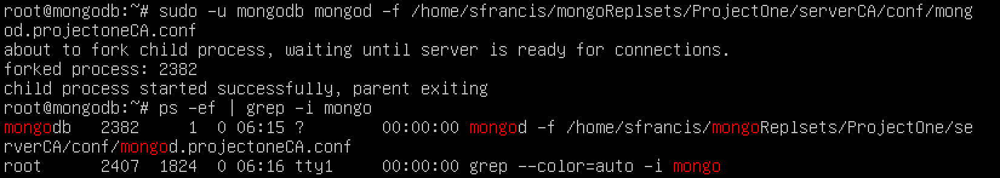 root@mongodb:~# sudo -u mongodb mongod -f /home/sfrancis/mongoReplsets/ProjectOne/serverCA/conf/mong
od.projectoneCA.conf
about to fork child process, waiting until server is ready for connections.
forked process: 2382
child process started successfully, parent exiting
root@mongodb:~# ps -ef | grep -i mongo
mongodb   2382     1  0 06:15 ?        00:00:00 mongod -f /home/sfrancis/mongoReplsets/ProjectOne/se
rverCA/conf/mongod.projectoneCA.conf
root      2407  1824  0 06:16 tty1     00:00:00 grep --color=auto -i mongo